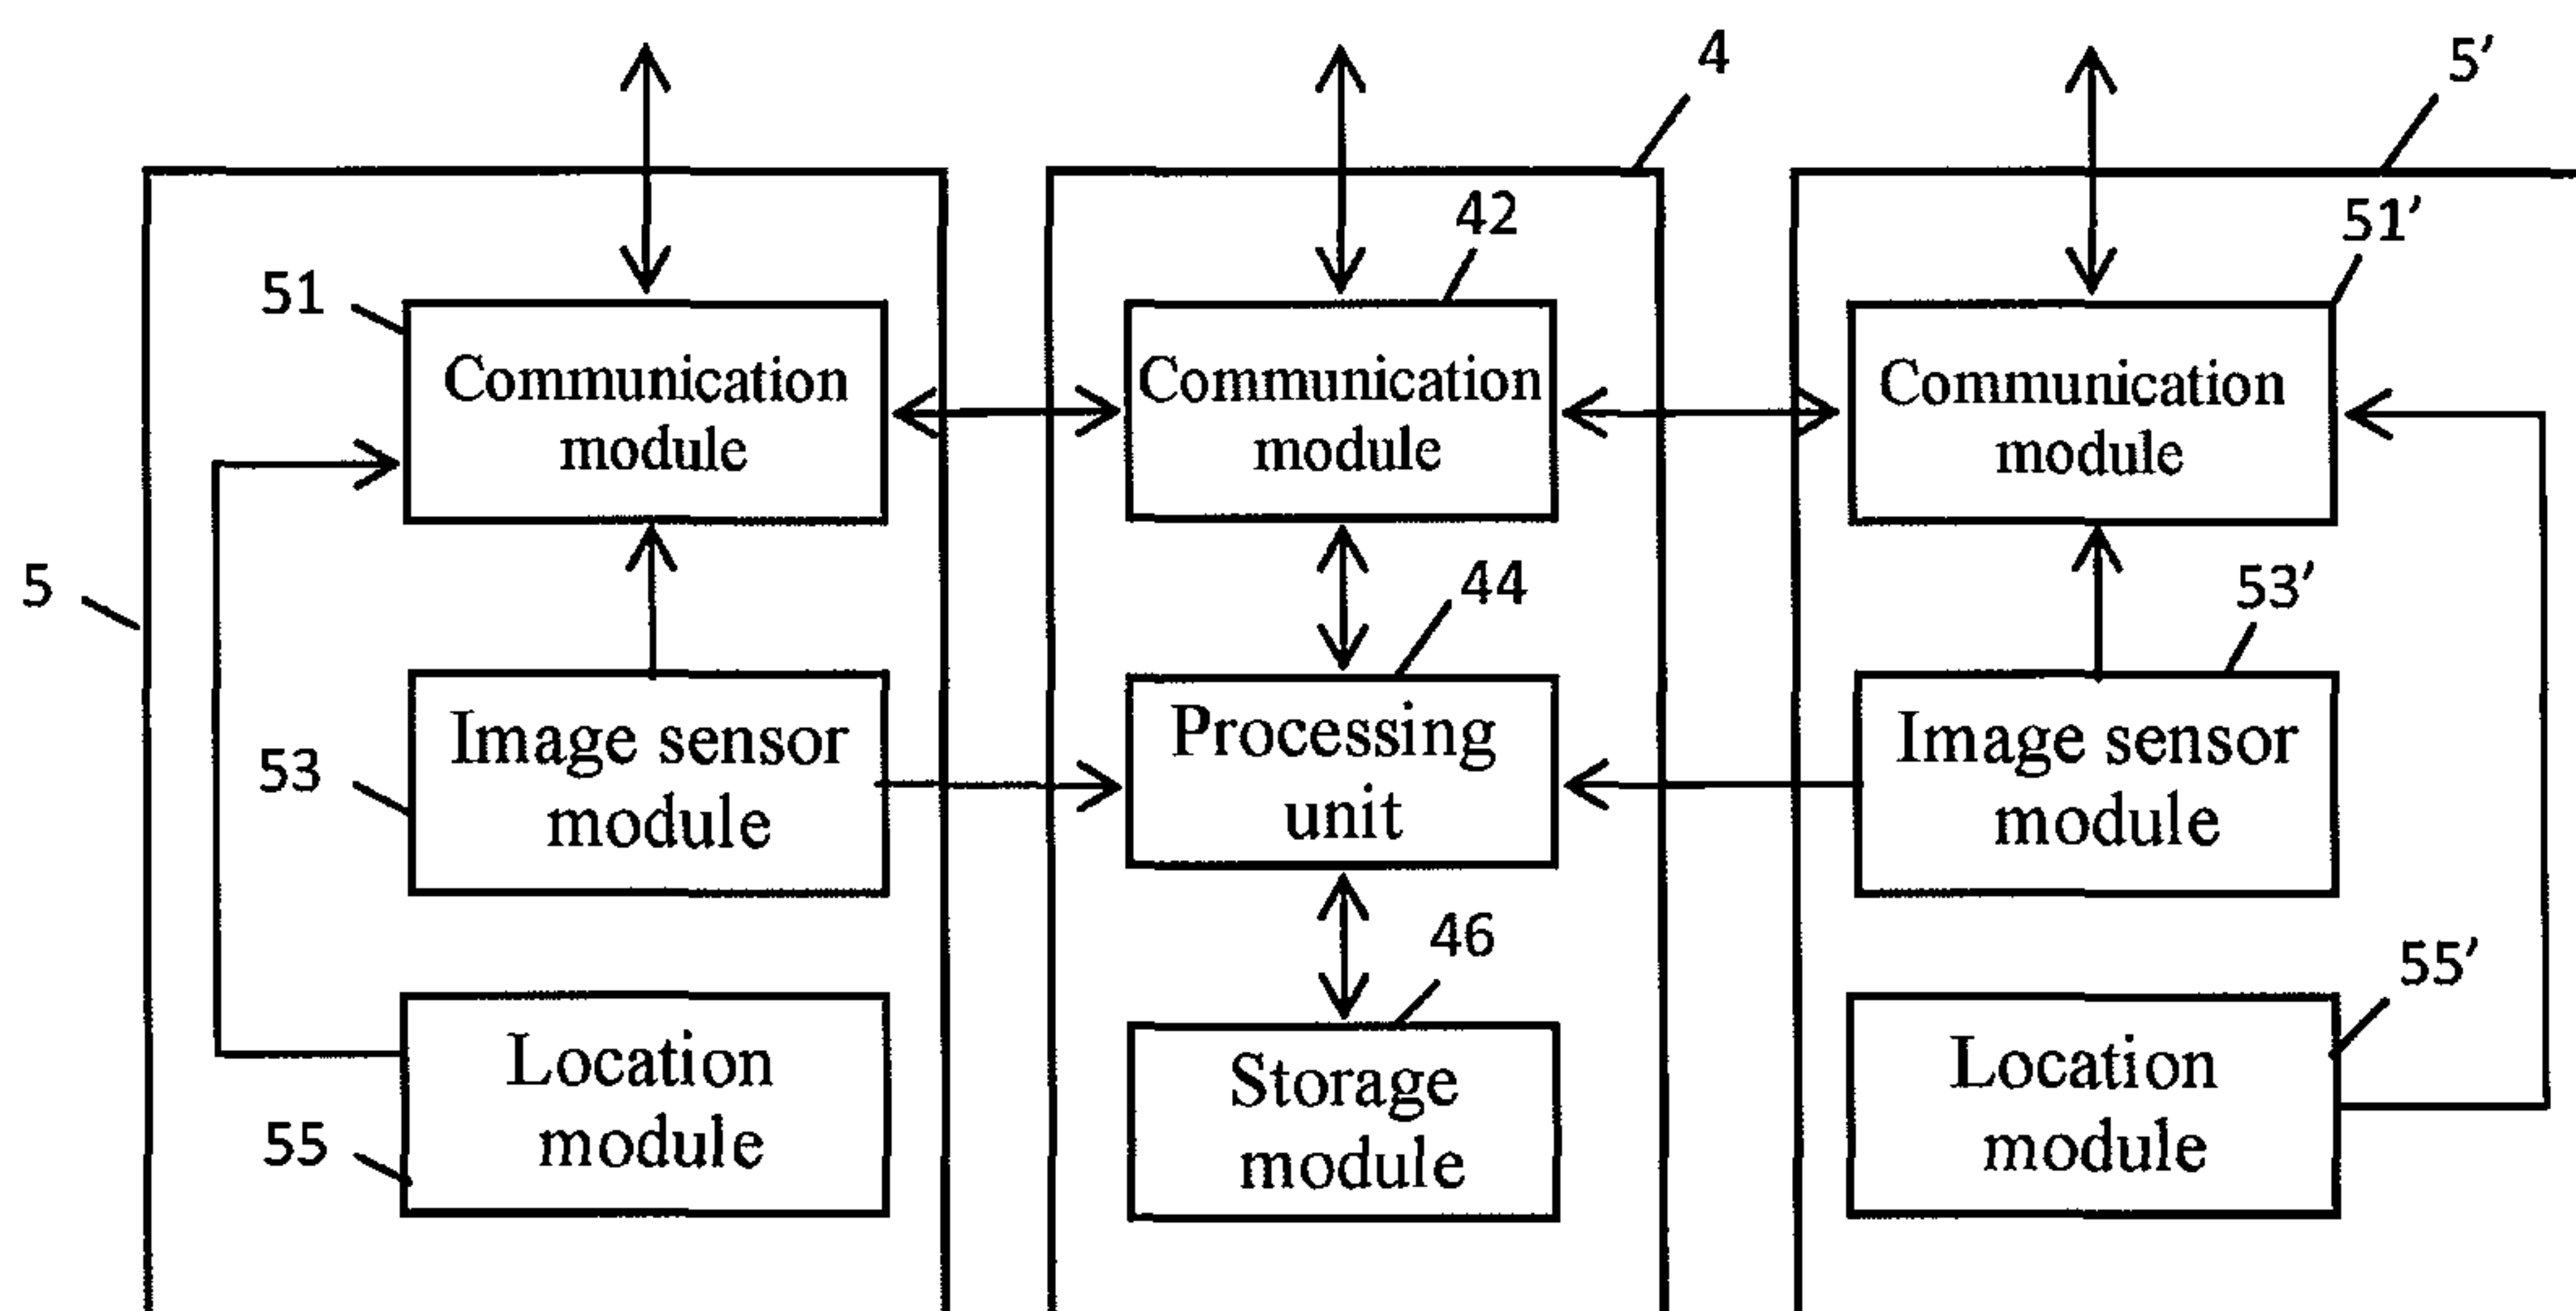 4
5′
42
51′
51
Communication
module
Communication
module
Communication
module
5
44
53′
53
Image sensor
module
Processing
unit
Image sensor
module
46
55′
55
Location
module
Storage
module
Location
module